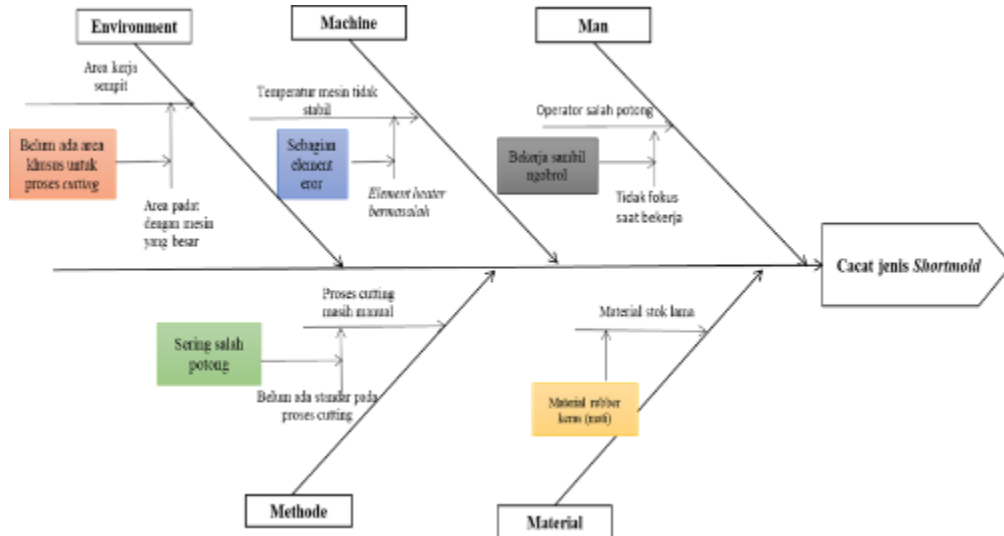 Environment
Machine
Man
Area kerja
sempit
Temperatur mesin tidak
stabil
Operator salah potong
Belum ada area
khusus untuk
proses cutting
Sebagian
element
eror
Bekerja sambil
ngobrol
Area padat
dengan mesin
yang besar
Element heater
bermasalah
Tidak fokus
saat bekerja
Cacat jenis Shortmold
Proses cutting
masih manual
Material stok lama
Sering salah
potong
Belum ada standar pada
proses cutting
Material rubber
keras (mati)
Methode
Material